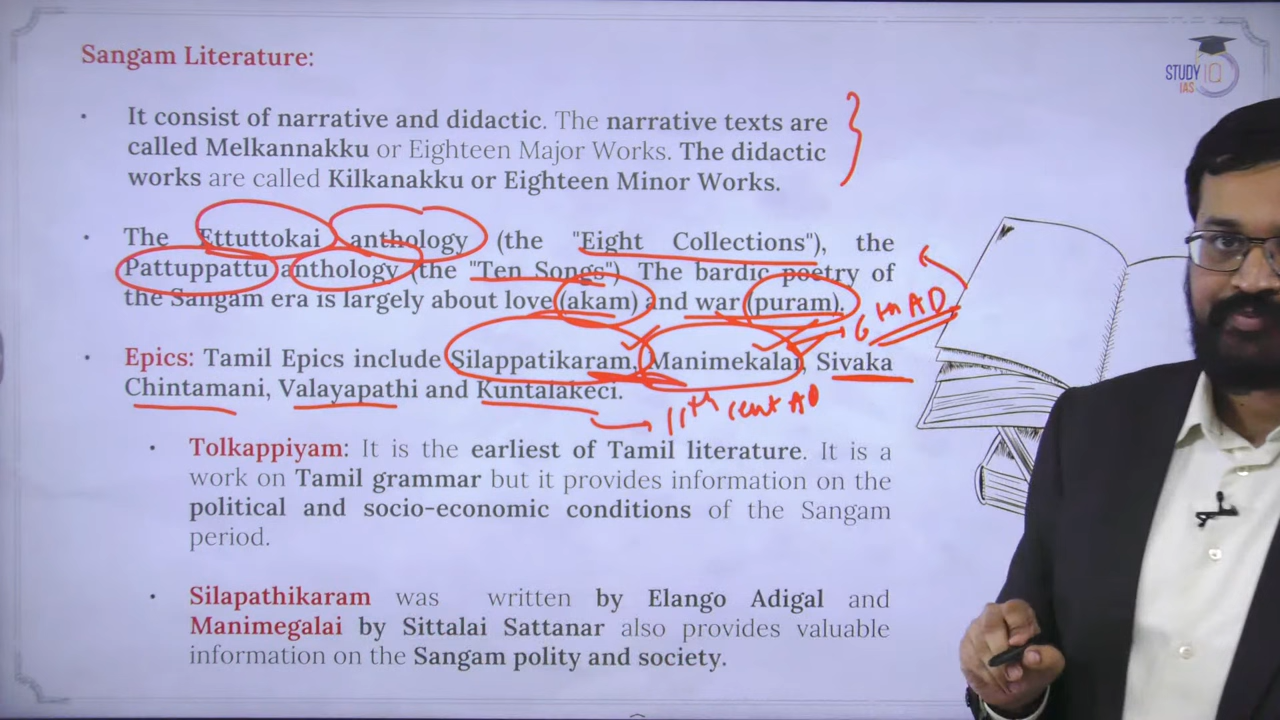 Sangam Literature:
STUDY IQ
IAS
• It consist of narrative and didactic. The narrative texts are
called Melkannakku or Eighteen Major Works. The didactic
works are called Kilkanakku or Eighteen Minor Works.
• The Ettuttokai anthology (the "Eight Collections"), the
Pattuppattu anthology (the "Ten Songs"). The bardic poetry of
the Sangam era is largely about love (akam) and war (puram).
6th AD
• Epics: Tamil Epics include Silappatikaram, Manimekalai, Sivaka
Chintamani, Valayapathi and Kuntalakeci.
11th cent AD
• Tolkappiyam: It is the earliest of Tamil literature. It is a
work on Tamil grammar but it provides information on the
political and socio-economic conditions of the Sangam
period.
• Silapathikaram was written by Elango Adigal and
Manimegalai by Sittalai Sattanar also provides valuable
information on the Sangam polity and society.